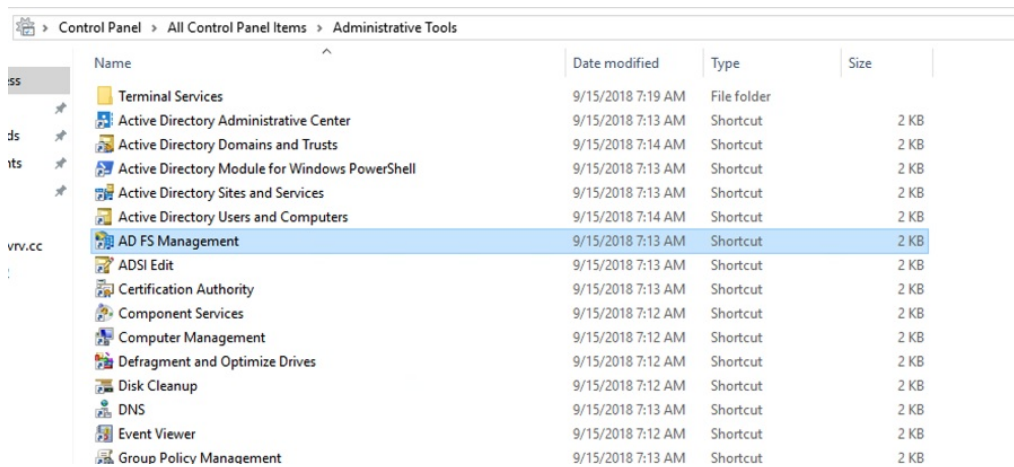 Control Panel > All Control Panel Items > Administrative Tools
Name Date modified Type Size
Terminal Services 9/15/2018 7:19 AM File folder
ess
Active Directory Administrative Center 9/15/2018 7:13 AM Shortcut 2 KB
ds Active Directory Domains and Trusts 9/15/2018 7:14 AM Shortcut 2 KB
nts Active Directory Module for Windows PowerShell 9/15/2018 7:13 AM Shortcut 2 KB
Active Directory Sites and Services 9/15/2018 7:13 AM Shortcut 2 KB
Active Directory Users and Computers 9/15/2018 7:14 AM Shortcut 2 KB
vrv.cc AD FS Management 9/15/2018 7:13 AM Shortcut 2 KB
ADSI Edit 9/15/2018 7:13 AM Shortcut 2 KB
Certification Authority 9/15/2018 7:13 AM Shortcut 2 KB
Component Services 9/15/2018 7:12 AM Shortcut 2 KB
Computer Management 9/15/2018 7:12 AM Shortcut 2 KB
Defragment and Optimize Drives 9/15/2018 7:12 AM Shortcut 2 KB
Disk Cleanup 9/15/2018 7:12 AM Shortcut 2 KB
DNS 9/15/2018 7:13 AM Shortcut 2 KB
Event Viewer 9/15/2018 7:12 AM Shortcut 2 KB
Group Policy Management 9/15/2018 7:13 AM Shortcut 2 KB